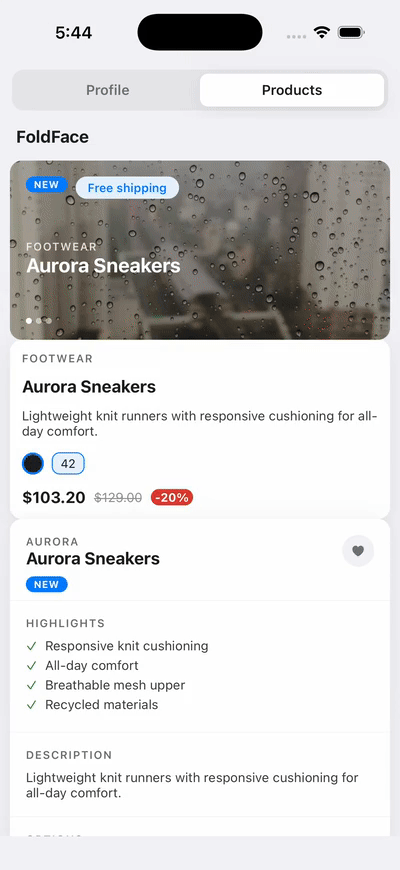 5:44
Profile
Products
FoldFace
NEW
Free shipping
FOOTWEAR
Aurora Sneakers
FOOTWEAR
Aurora Sneakers
Lightweight knit runners with responsive cushioning for all-
day comfort.
42
$103.20 $129.00 -20%
AURORA
Aurora Sneakers
NEW
HIGHLIGHTS
Responsive knit cushioning
All-day comfort
Breathable mesh upper
Recycled materials
DESCRIPTION
Lightweight knit runners with responsive cushioning for
all-day comfort.